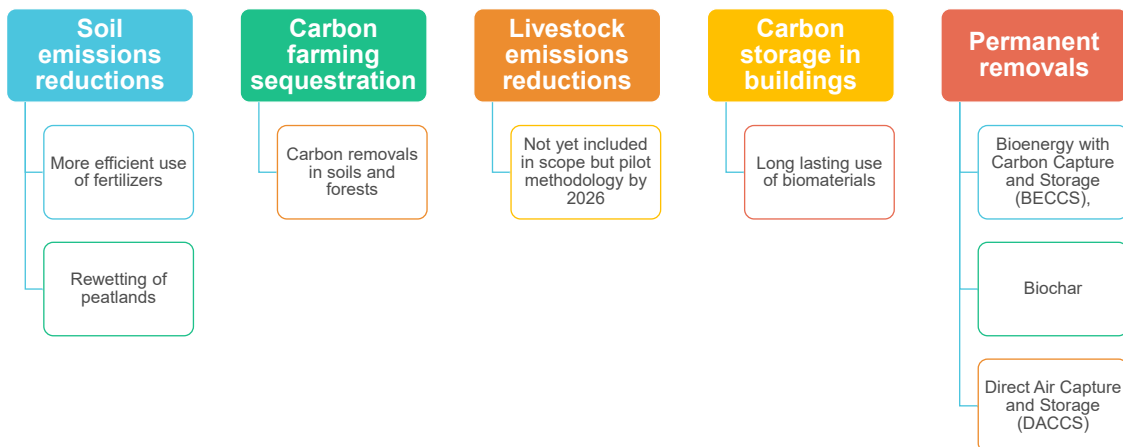 Soil
emissions
reductions
More efficient use
of fertilizers
Rewetting of
peatlands
Carbon
farming
sequestration
Carbon removals
in soils and
forests
Livestock
emissions
reductions
Not yet included
in scope but pilot
methodology by
2026
Carbon
storage in
buildings
Long lasting use
of biomaterials
Permanent
removals
Bioenergy with
Carbon Capture
and Storage
(BECCS),
Biochar
Direct Air Capture
and Storage
(DACCS)